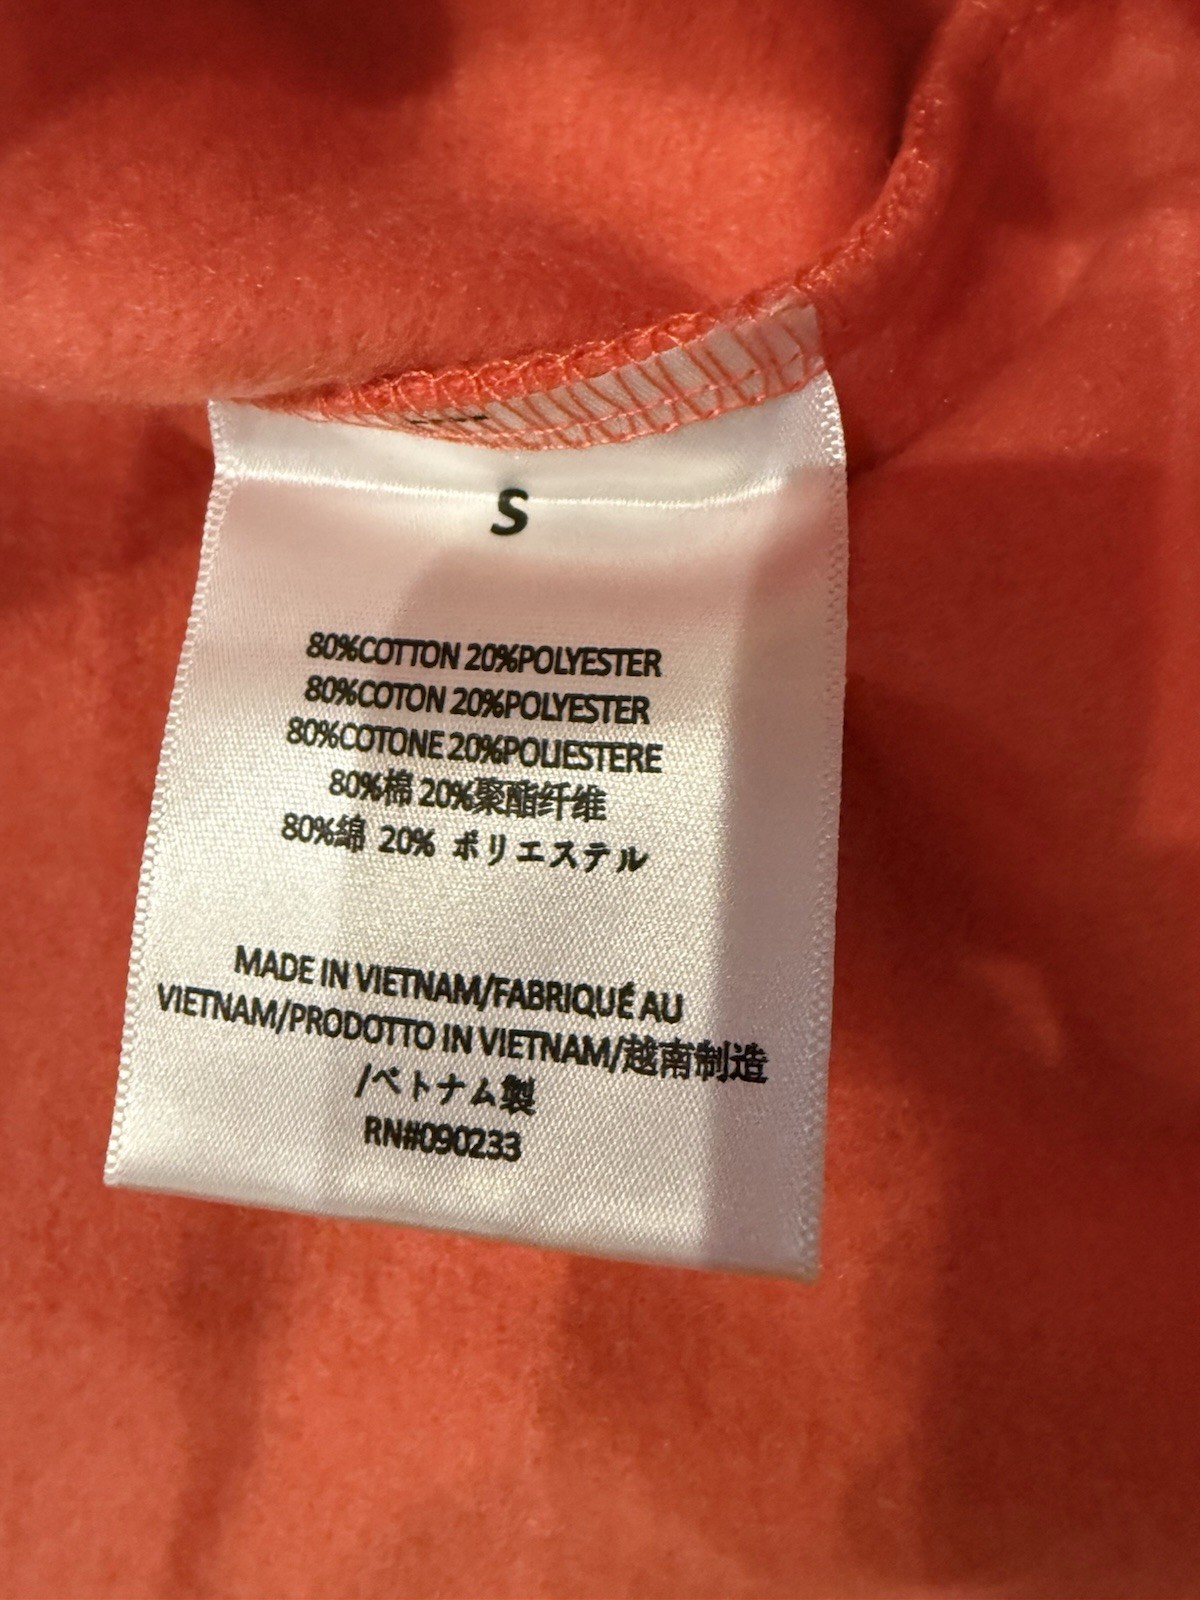 S
80%COTTON 20%POLYESTER
80%COTON 20%POLYESTER
80%COTONE 20%POLIESTERE
80%棉 20%聚酯纤维
80%綿 20% ポリエステル
MADE IN VIETNAM/FABRIQUÉ AU
VIETNAM/PRODOTTO IN VIETNAM/越南制造
/ベトナム製
RN#090233